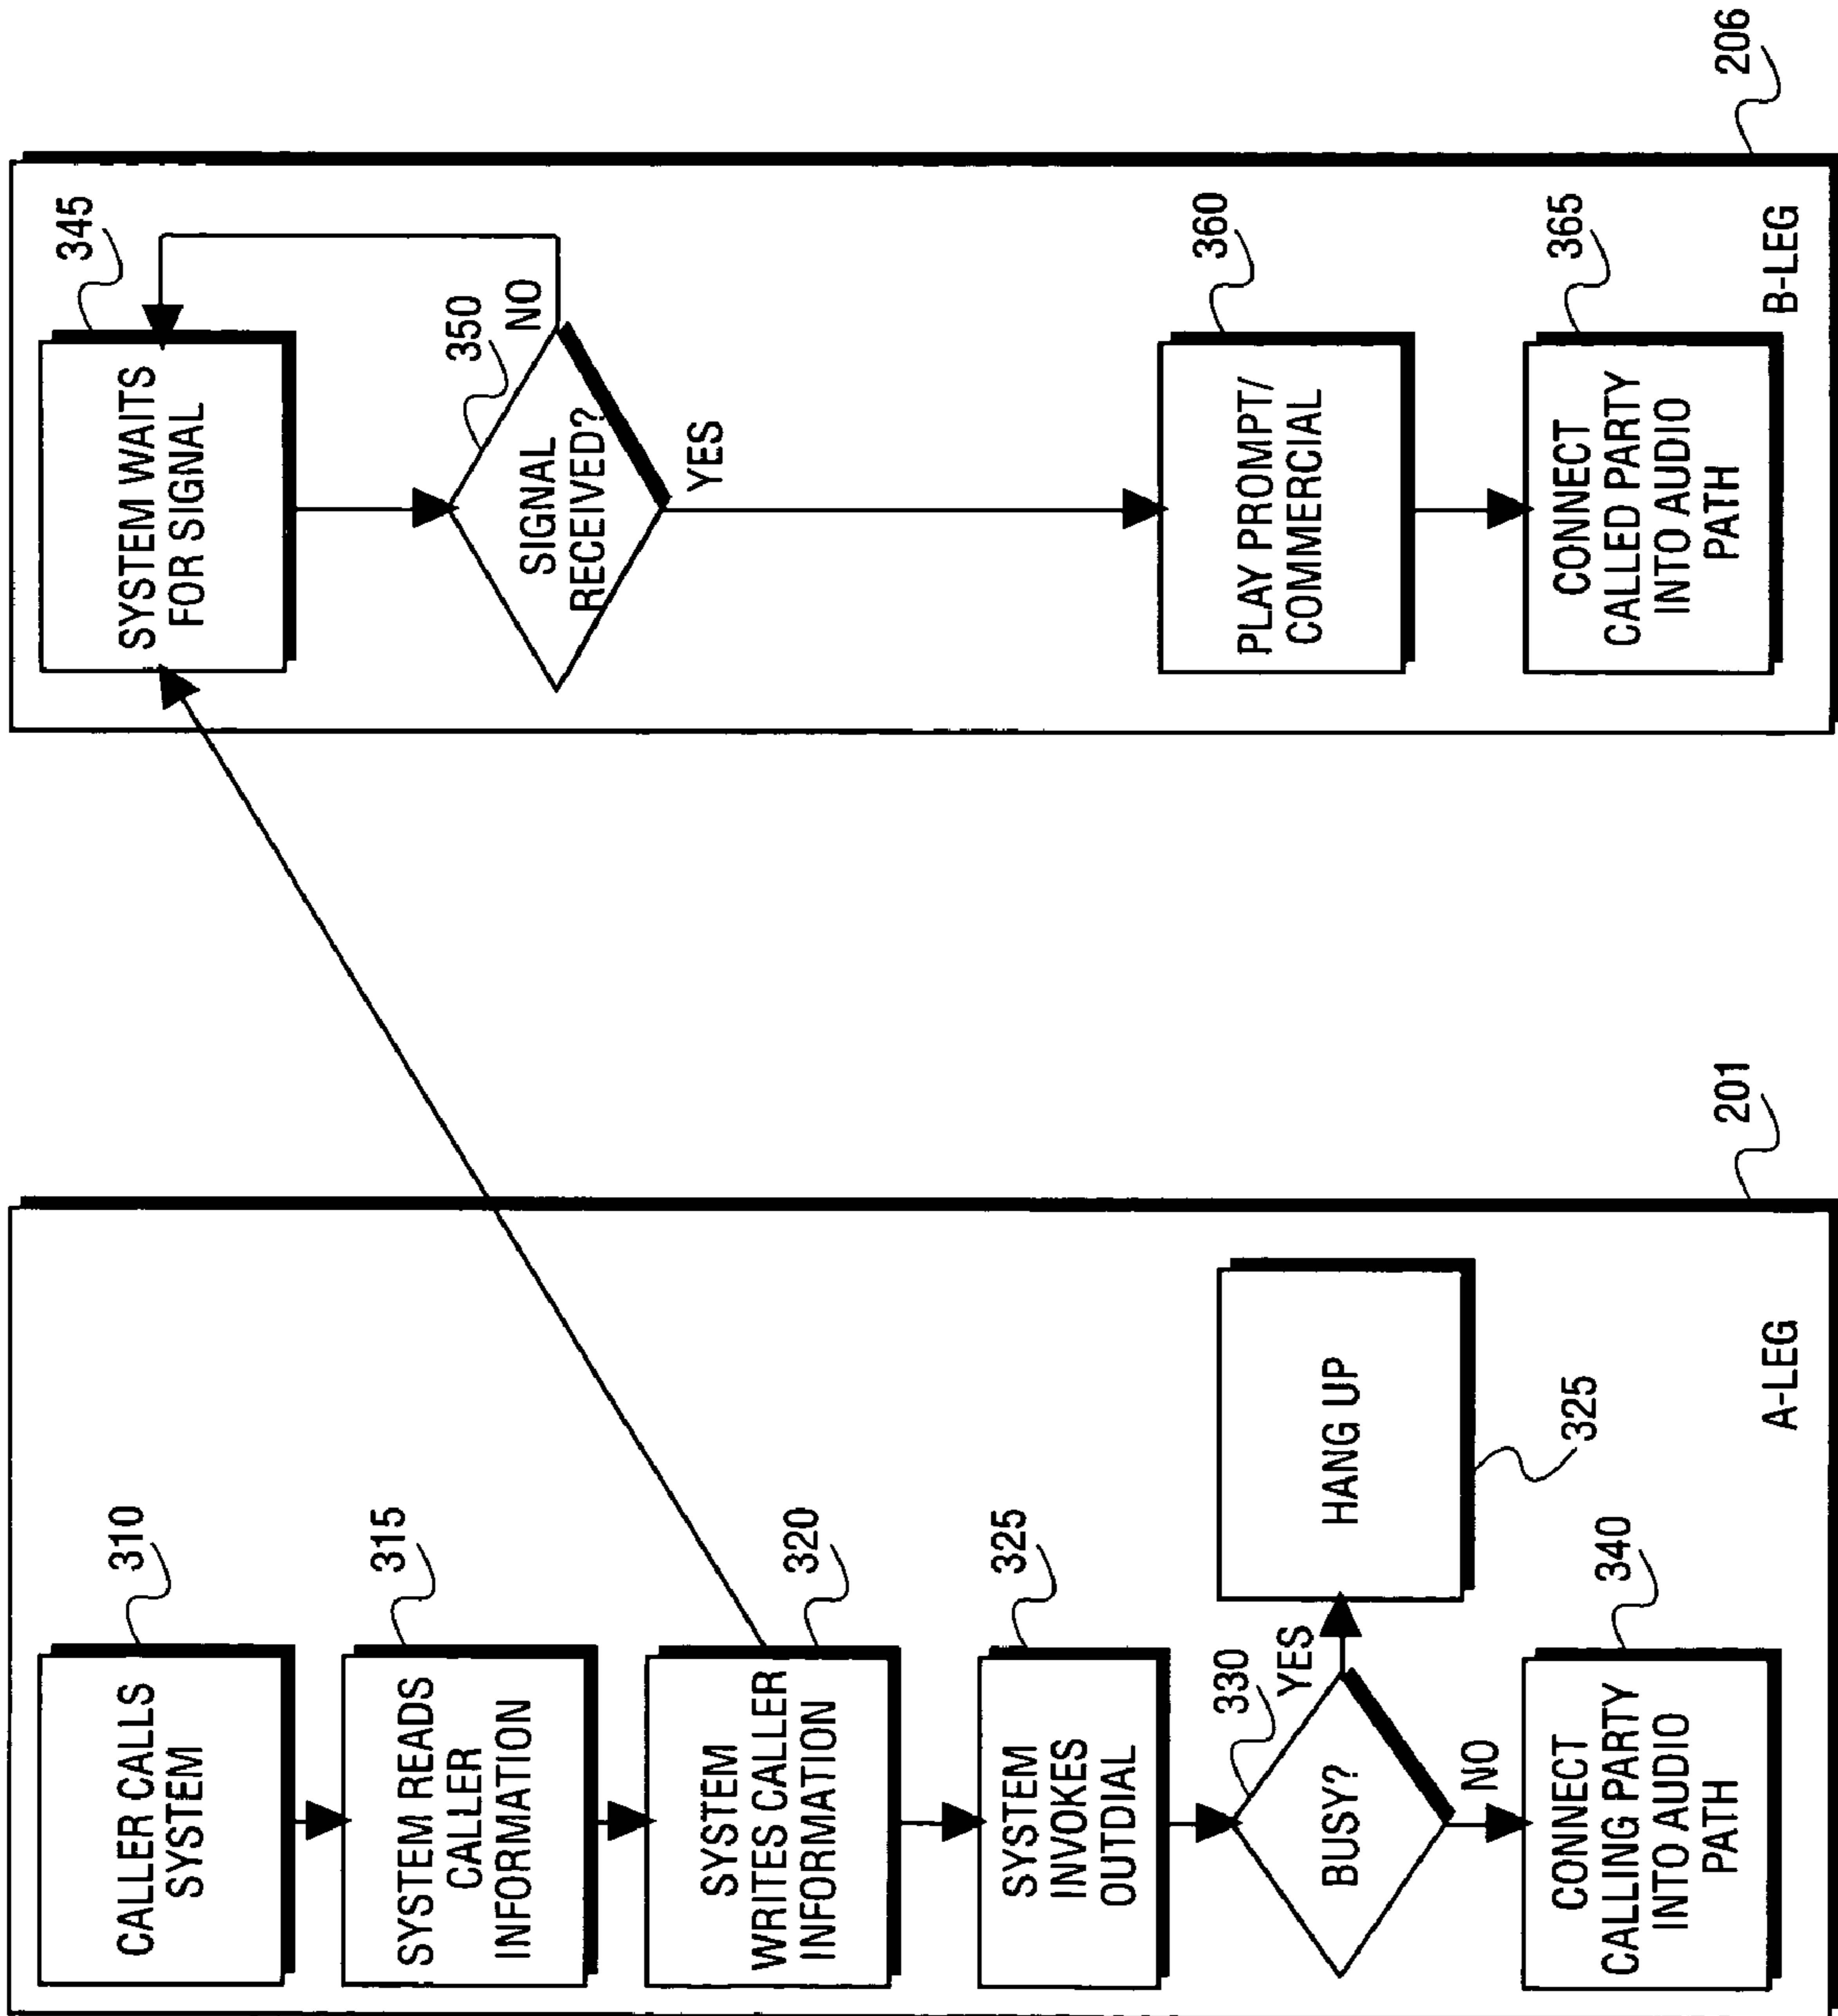 310
CALLER CALLS
SYSTEM
315
SYSTEM READS
CALLER
INFORMATION
320
SYSTEM
WRITES CALLER
INFORMATION
325
SYSTEM
INVOKES
OUTDIAL
330
BUSY?
YES
HANG UP
325
NO
340
CONNECT
CALLING PARTY
INTO AUDIO
PATH
A-LEG
201
345
SYSTEM WAITS
FOR SIGNAL
350
NO
SIGNAL
RECEIVED?
YES
360
PLAY PROMPT/
COMMERCIAL
365
CONNECT
CALLED PARTY
INTO AUDIO
PATH
B-LEG
206